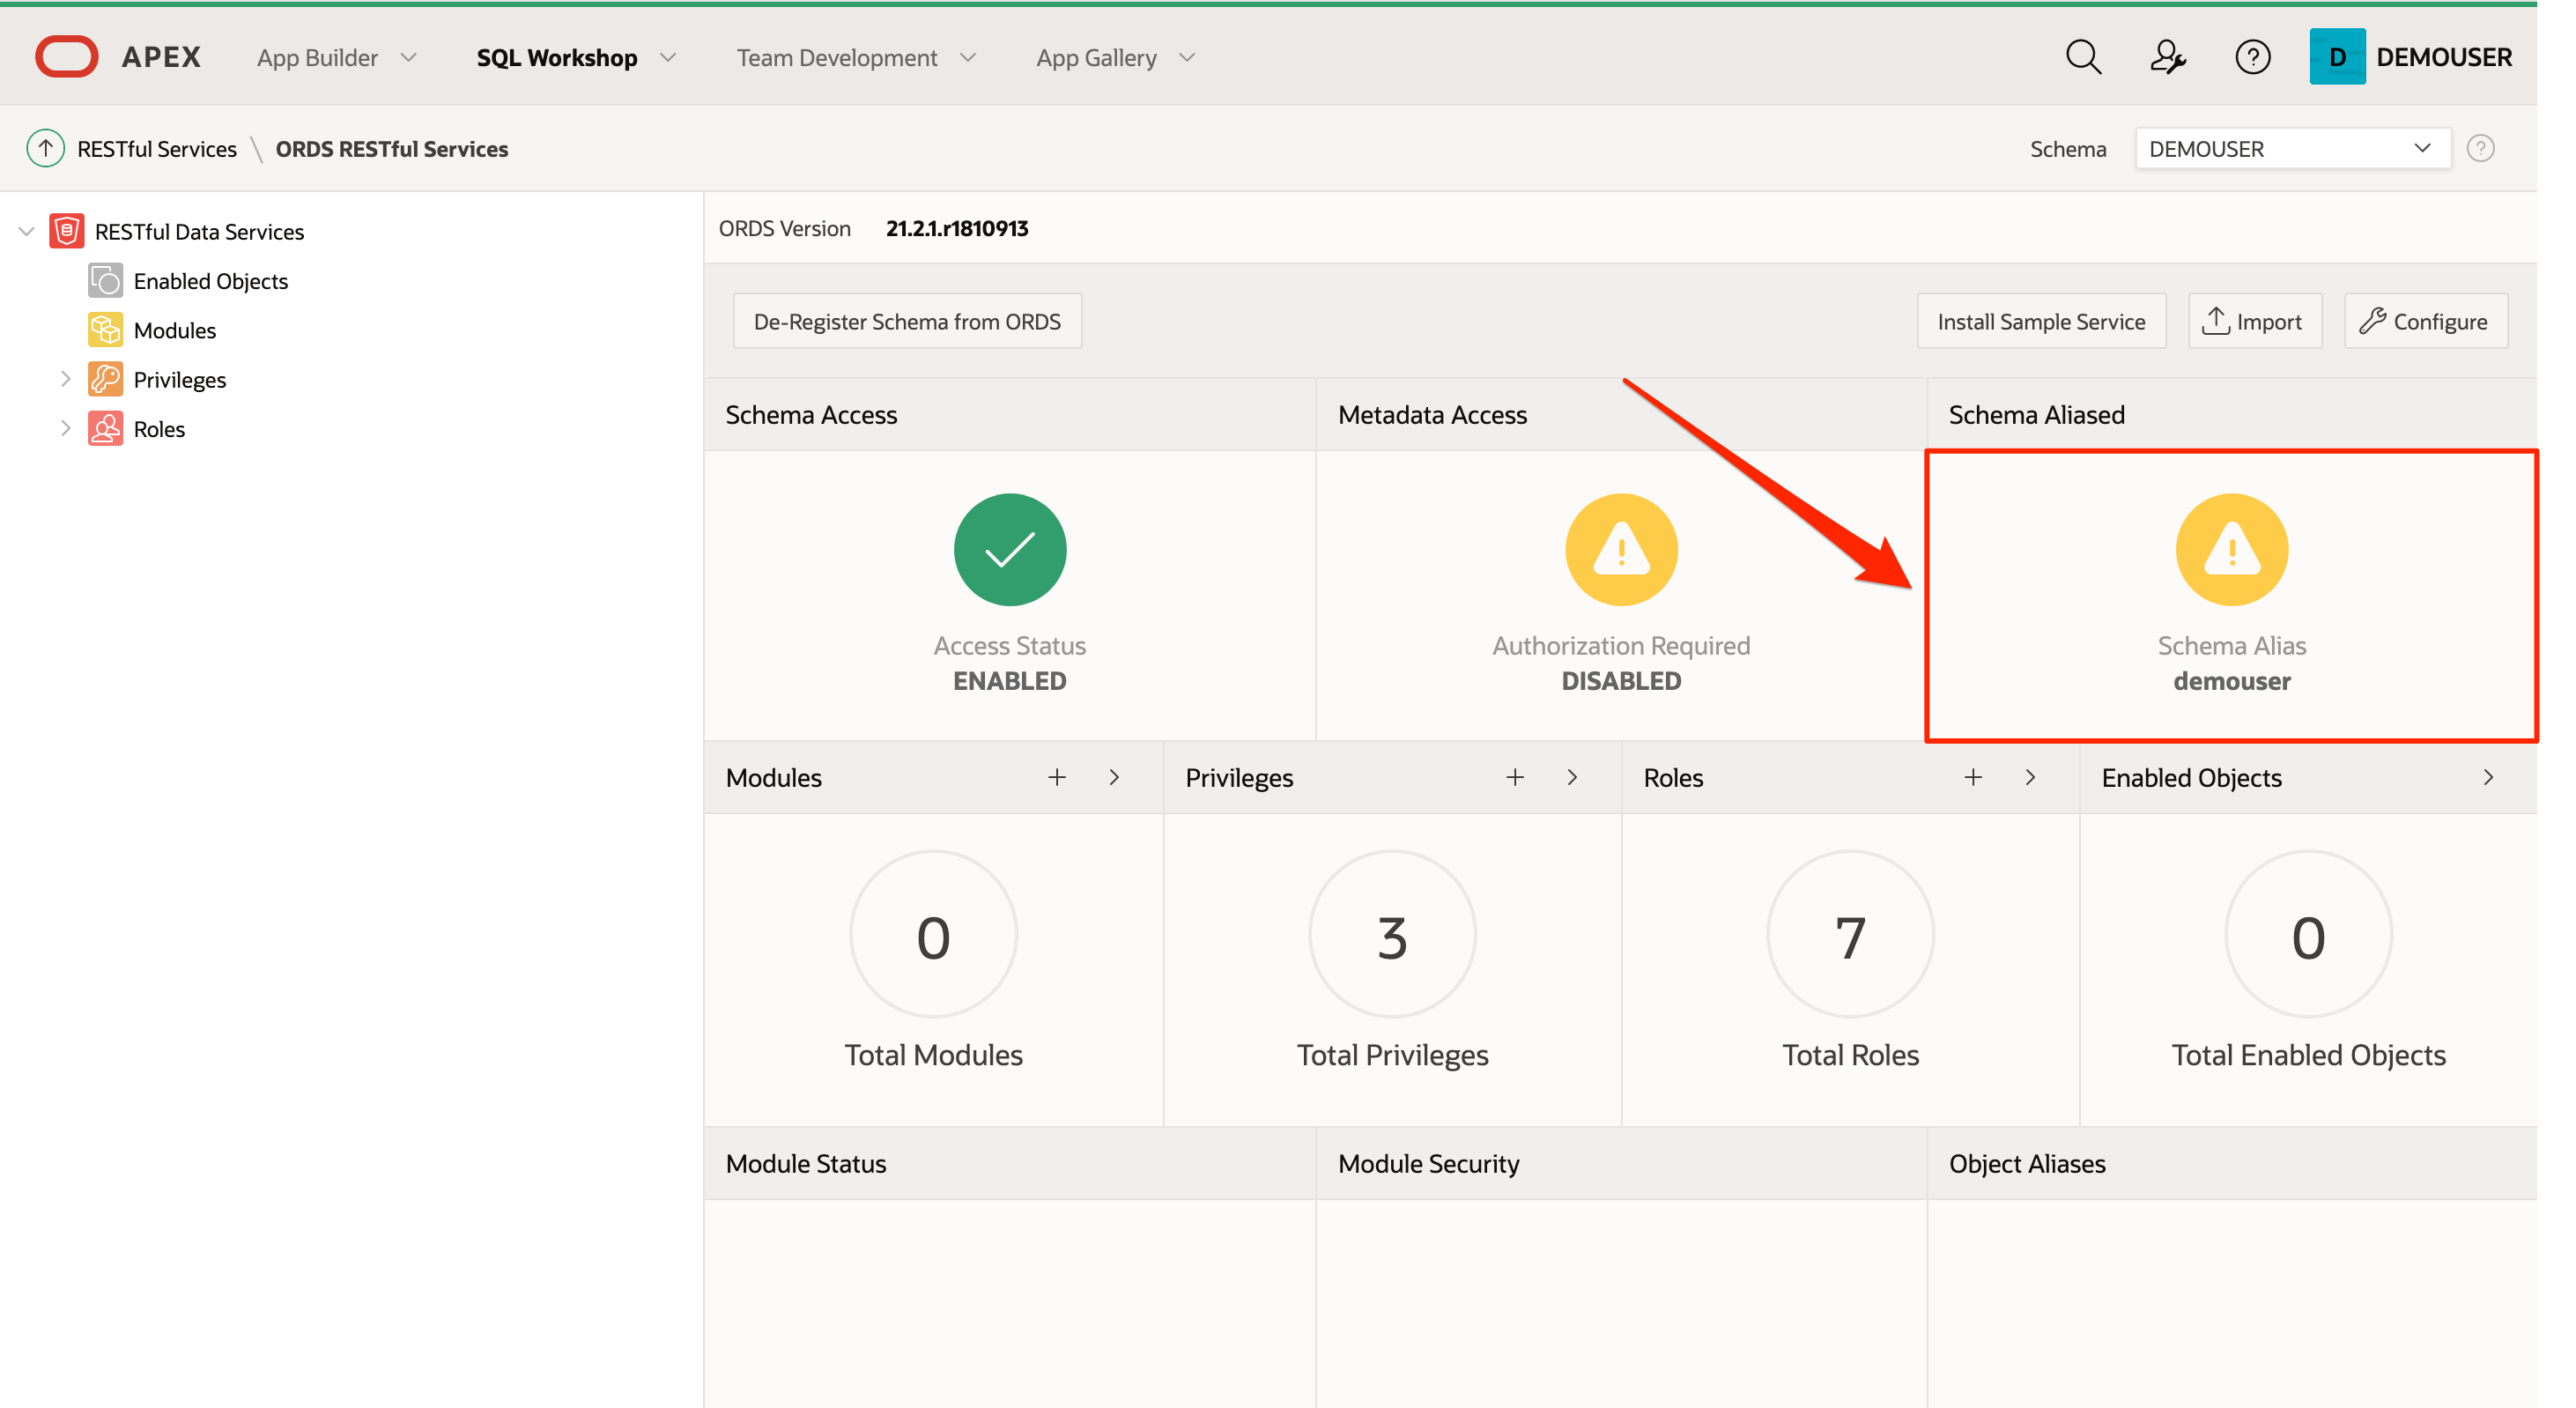 APEX App Builder SQL Workshop Team Development App Gallery ? D DEMOUSER
RESTful Services \ ORDS RESTful Services Schema DEMOUSER ?
RESTful Data Services
Enabled Objects
Modules
Privileges
Roles
ORDS Version 21.2.1.r1810913
De-Register Schema from ORDS Install Sample Service Import Configure
Schema Access Metadata Access Schema Aliased
Access Status Authorization Required Schema Alias
ENABLED DISABLED demouser
Modules + > Privileges + > Roles + > Enabled Objects >
0 3 7 0
Total Modules Total Privileges Total Roles Total Enabled Objects
Module Status Module Security Object Aliases